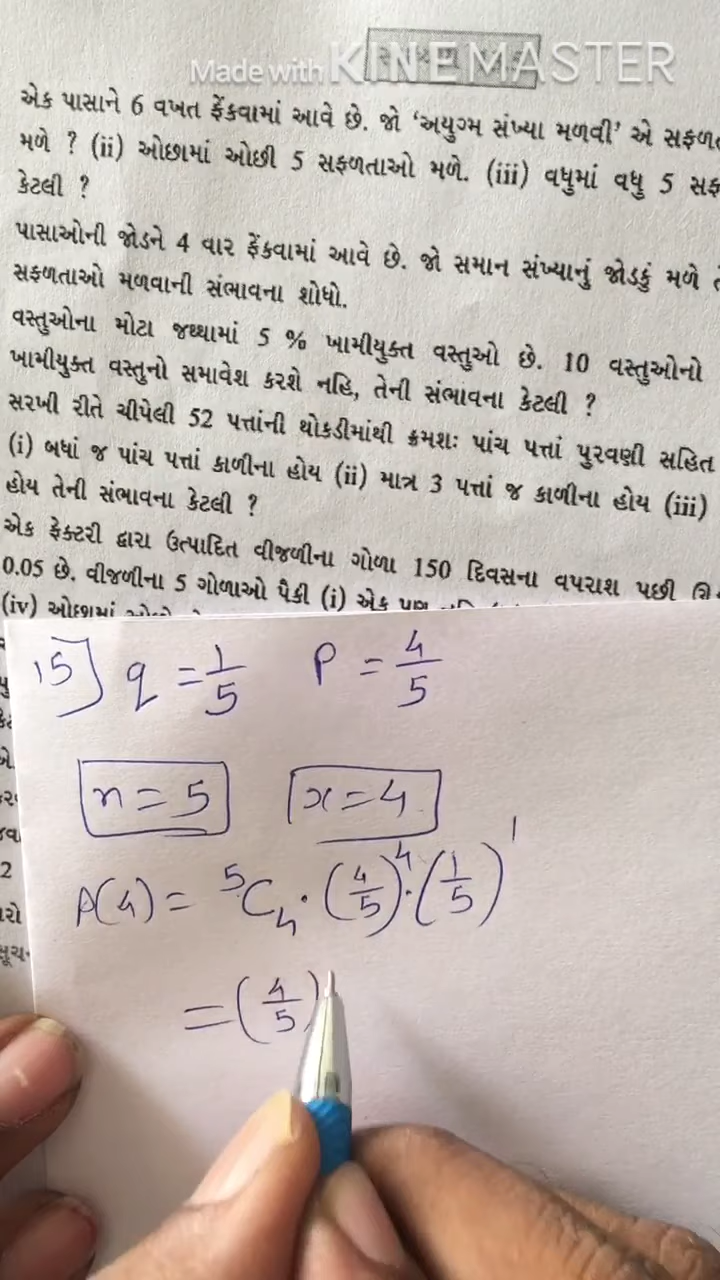 Made with KINEMASTER
એક પાસાને 6 વખત ફેંકવામાં આવે છે. જો ‘અયુગ્મ સંખ્યા મળવી’ એ સફળ
મળે ? (ii) ઓછામાં ઓછી 5 સફળતાઓ મળે. (iii) વધુમાં વધુ 5 સફ
કેટલી ?
પાસાઓની જોડને 4 વાર ફેંકવામાં આવે છે. જો સમાન સંખ્યાનું જોડકું મળે
સફળતાઓ મળવાની સંભાવના શોધો.
વસ્તુઓના મોટા જથ્થામાં 5 % ખામીયુક્ત વસ્તુઓ છે. 10 વસ્તુઓનો
ખામીયુક્ત વસ્તુનો સમાવેશ કરશે નહિ, તેની સંભાવના કેટલી ?
સરખી રીતે ચીપેલી 52 પત્તાંની થોકડીમાંથી ક્રમશઃ પાંચ પત્તાં પુરવણી સહિત
(i) બધાં જ પાંચ પત્તાં કાળીના હોય (ii) માત્ર 3 પત્તાં જ કાળીના હોય (iii)
હોય તેની સંભાવના કેટલી ?
એક ફેક્ટરી દ્વારા ઉત્પાદિત વીજળીના ગોળા 150 દિવસના વપરાશ પછી
0.05 છે. વીજળીના 5 ગોળાઓ પૈકી (i) એક પણ
(iv) ઓછામાં
15] q = 1/5 P = 4/5
n = 5 x = 4
P(4) = ⁵C₄ · (4/5)⁴ · (1/5)¹
= (4/5)